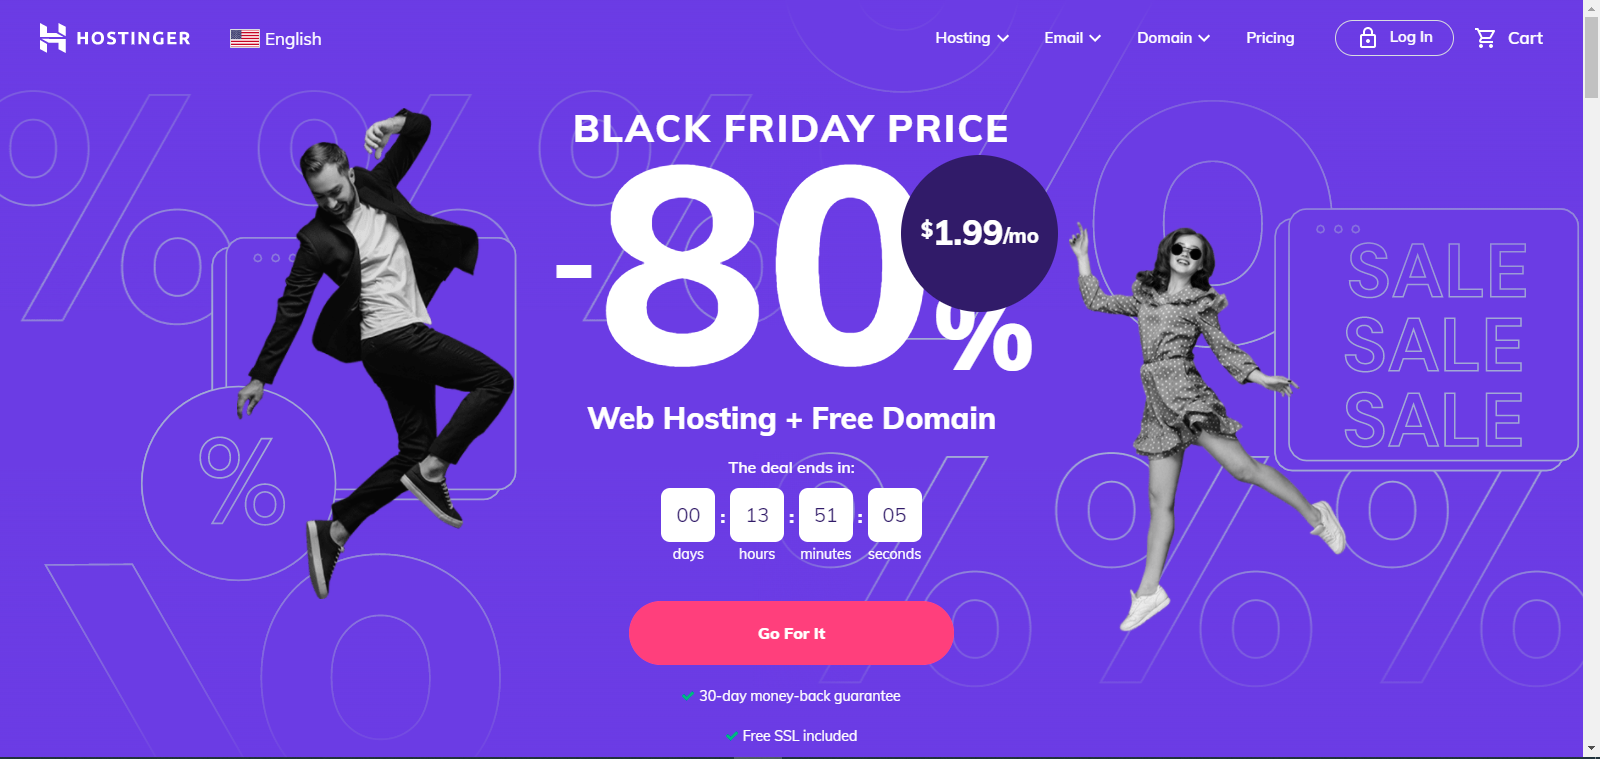 HOSTINGER
English
Hosting
Email
Domain
Pricing
Log In
Cart
BLACK FRIDAY PRICE
-80%
$1.99/mo
Web Hosting + Free Domain
The deal ends in:
00 : 13 : 51 : 05
days hours minutes seconds
Go For It
30-day money-back guarantee
Free SSL included
%
SALE
SALE
SALE